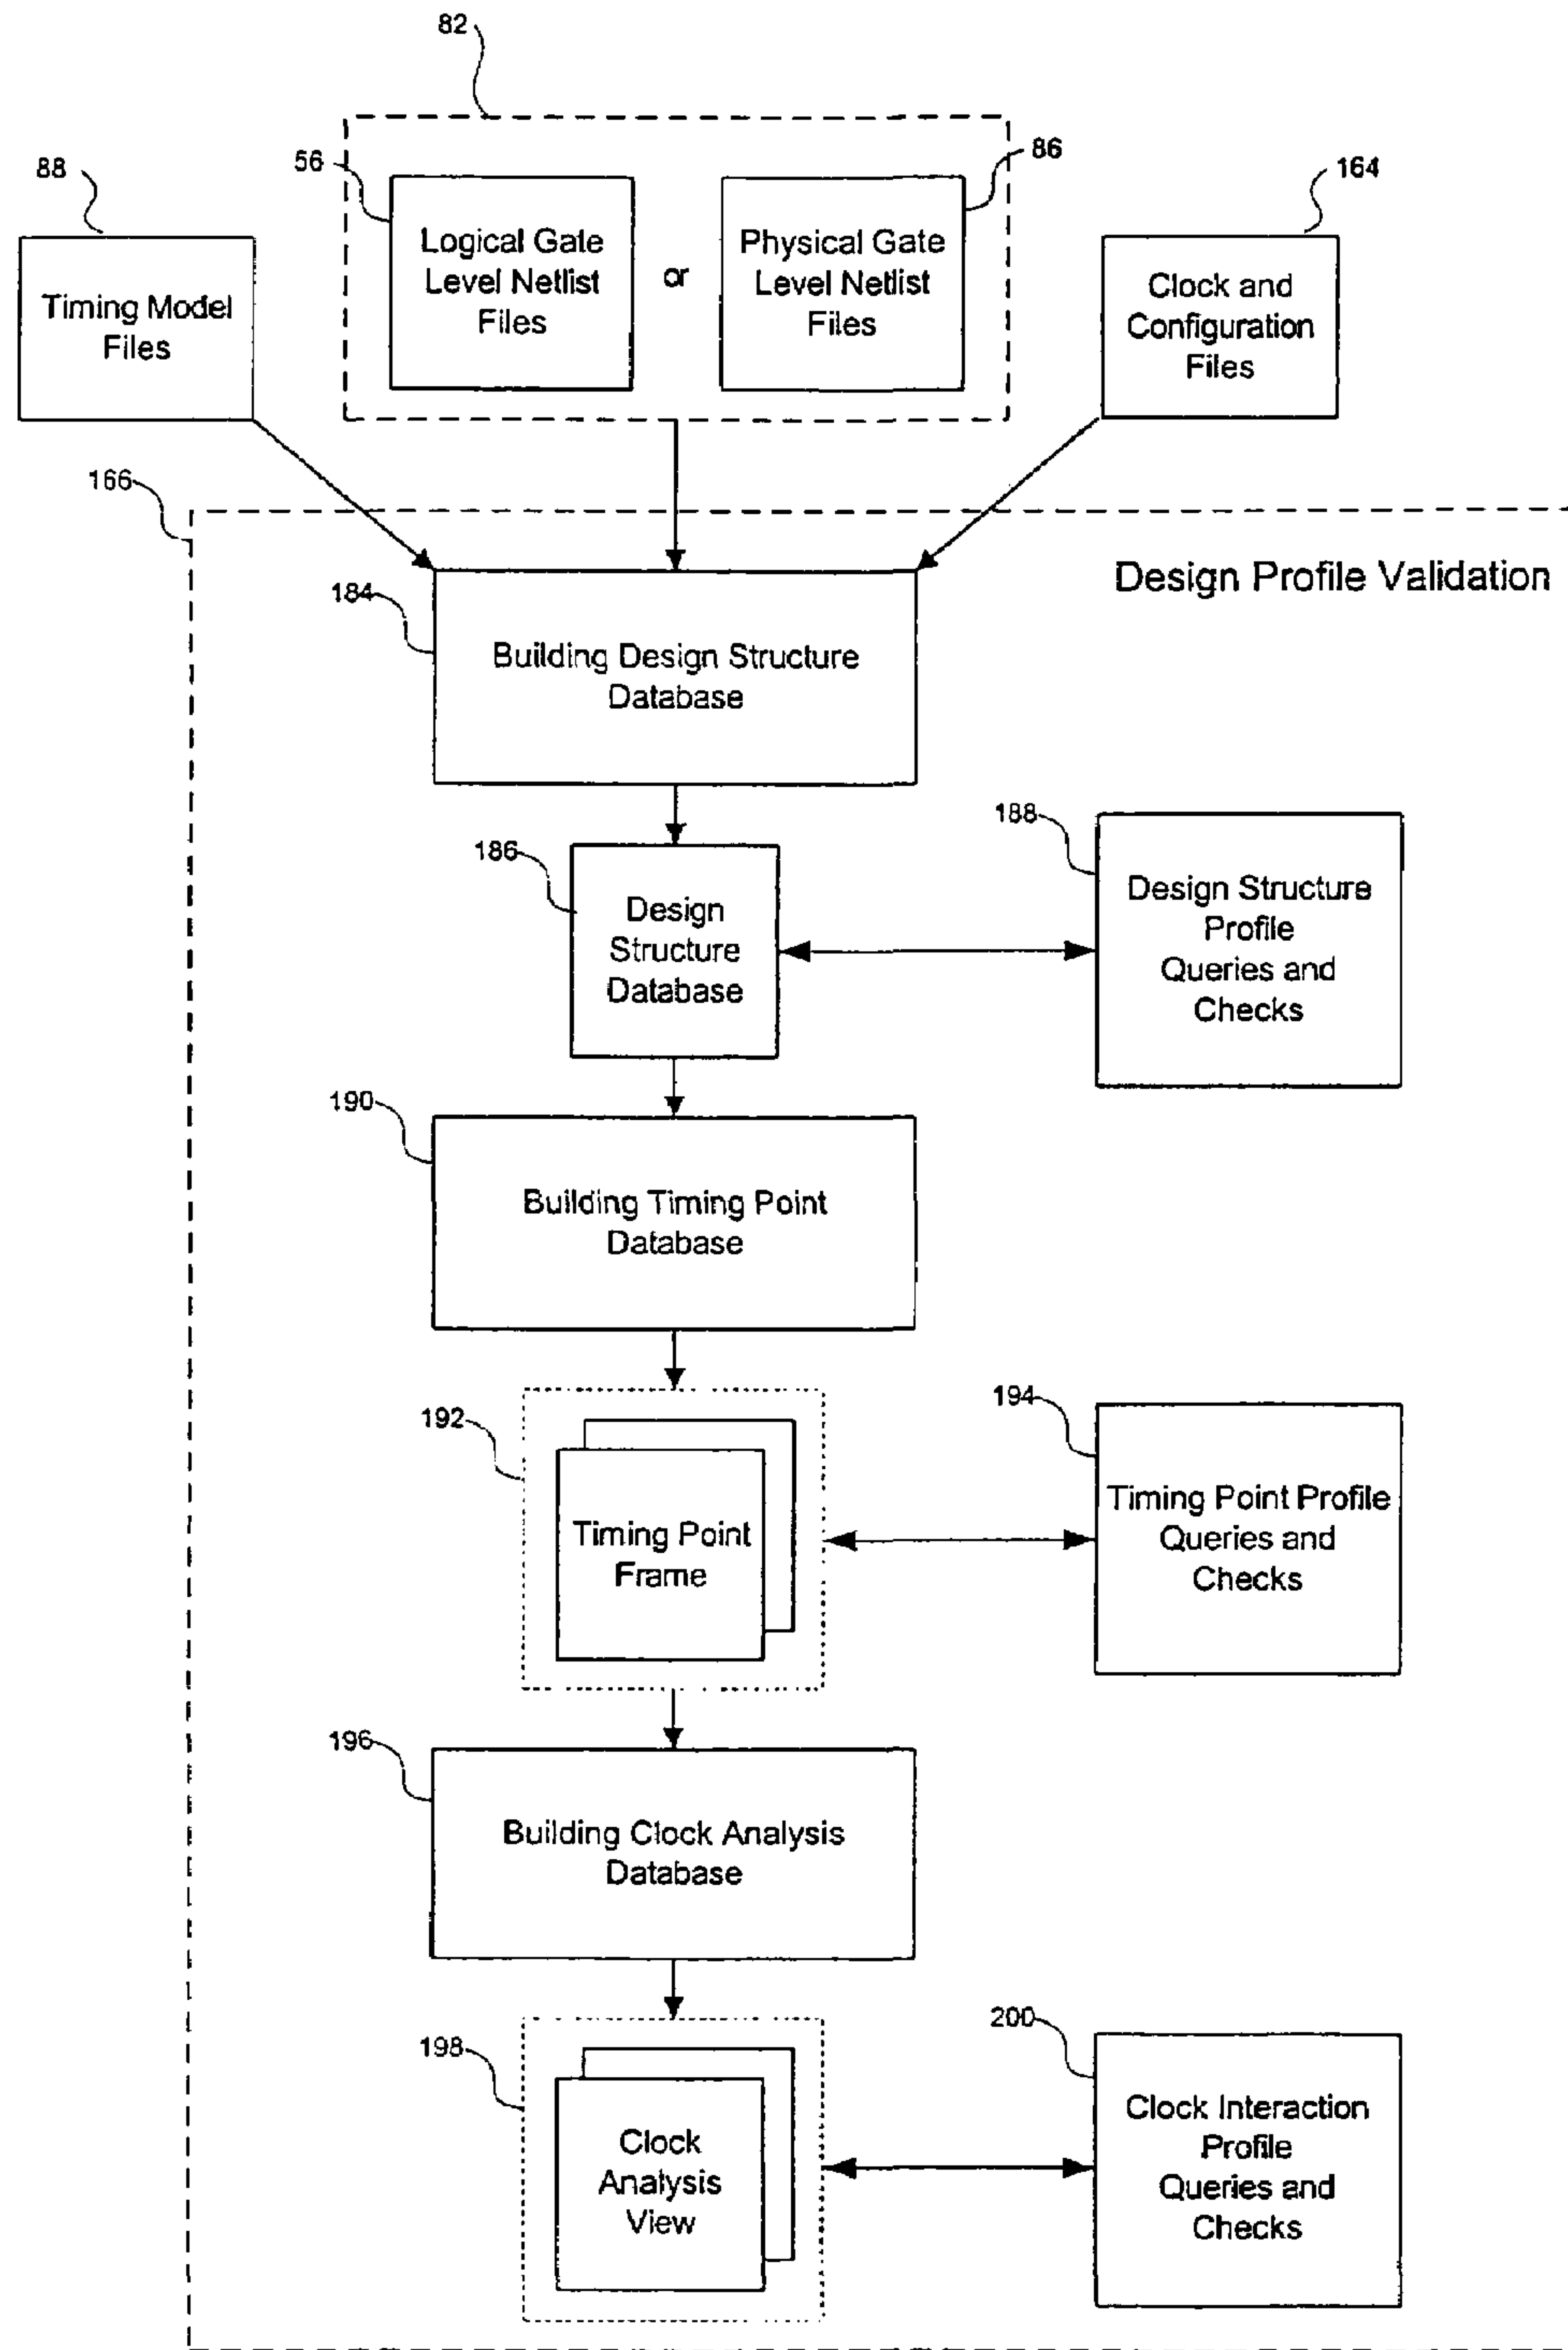 82
88
56
86
164
Timing Model
Files
Logical Gate
Level Netlist
Files
or
Physical Gate
Level Netlist
Files
Clock and
Configuration
Files
166
Design Profile Validation
184
Building Design Structure
Database
186
Design
Structure
Database
188
Design Structure
Profile
Queries and
Checks
190
Building Timing Point
Database
192
Timing Point
Frame
194
Timing Point Profile
Queries and
Checks
196
Building Clock Analysis
Database
198
Clock
Analysis
View
200
Clock Interaction
Profile
Queries and
Checks